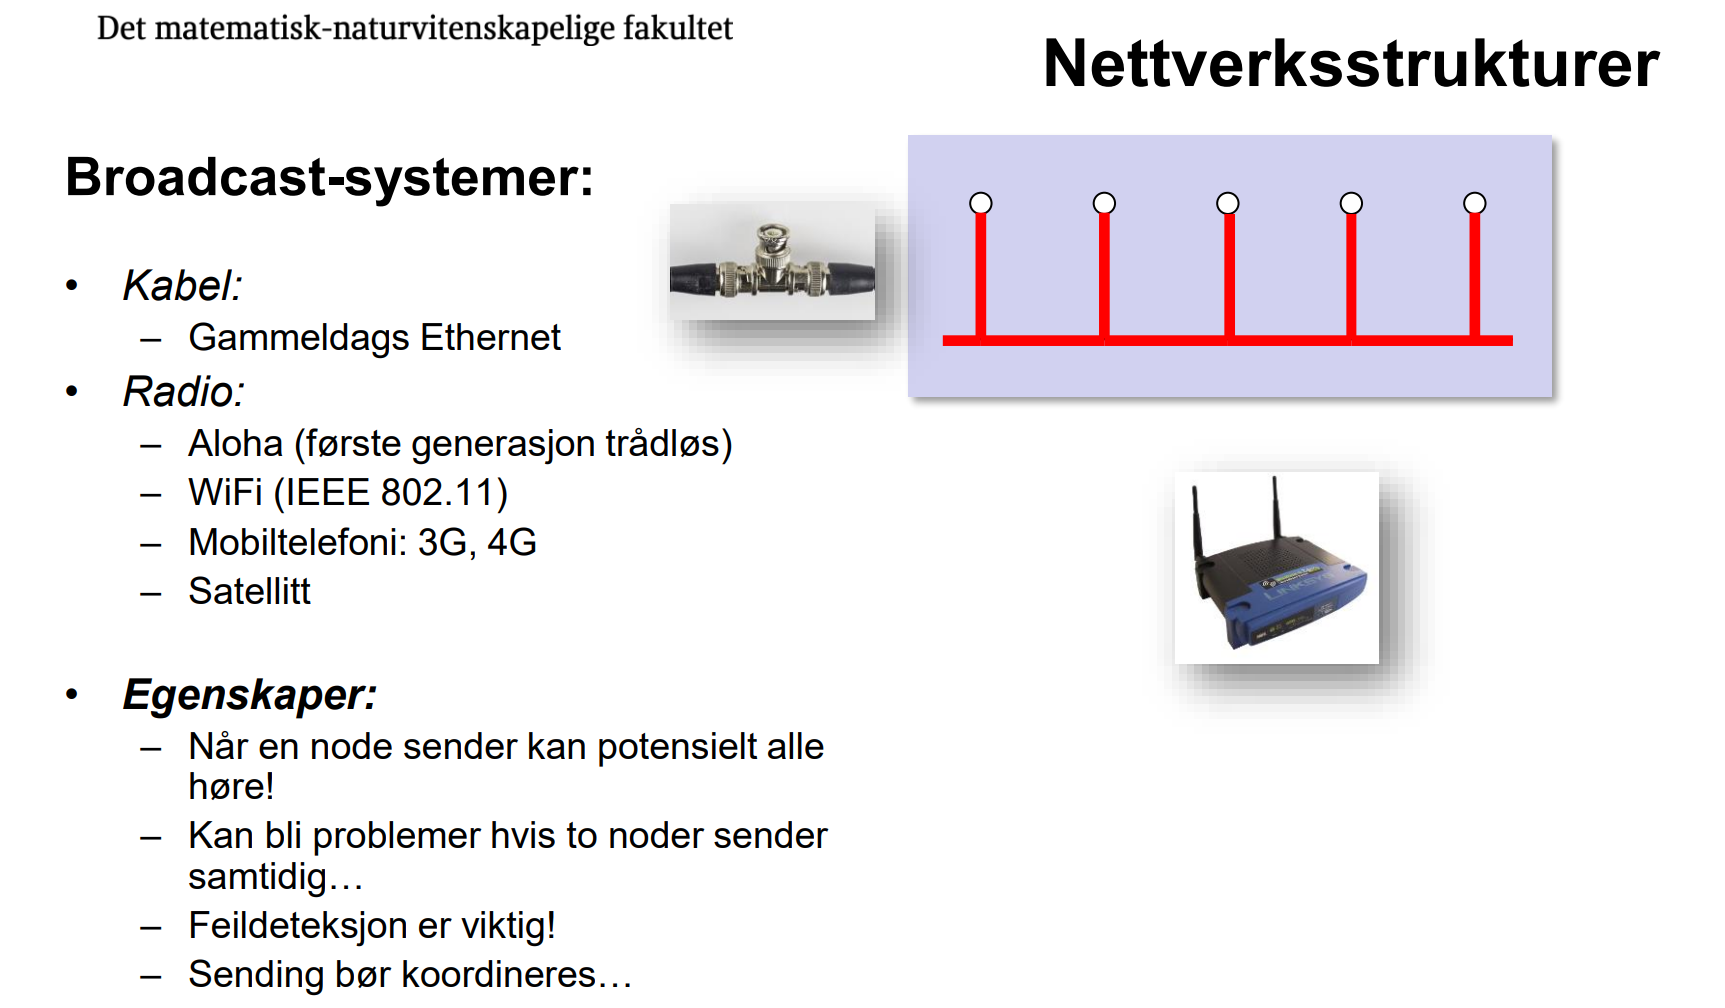 Det matematisk-naturvitenskapelige fakultet
Nettverksstrukturer
Broadcast-systemer:
• Kabel:
– Gammeldags Ethernet
• Radio:
– Aloha (første generasjon trådløs)
– WiFi (IEEE 802.11)
– Mobiltelefoni: 3G, 4G
– Satellitt
LINKSYS
• Egenskaper:
– Når en node sender kan potensielt alle
høre!
– Kan bli problemer hvis to noder sender
samtidig…
– Feildeteksjon er viktig!
– Sending bør koordineres…